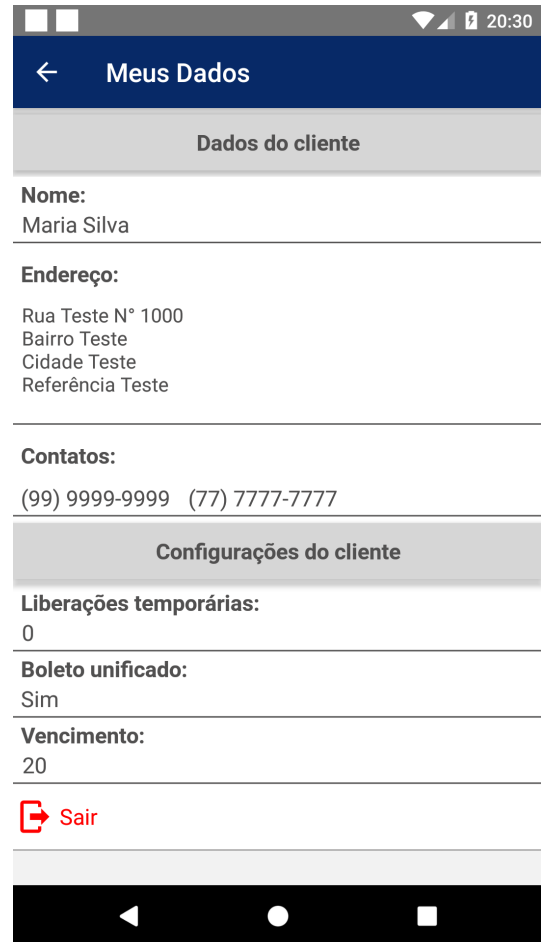 20:30
Meus Dados
Dados do cliente
Nome:
Maria Silva
Endereço:
Rua Teste N° 1000
Bairro Teste
Cidade Teste
Referência Teste
Contatos:
(99) 9999-9999 (77) 7777-7777
Configurações do cliente
Liberações temporárias:
0
Boleto unificado:
Sim
Vencimento:
20
Sair